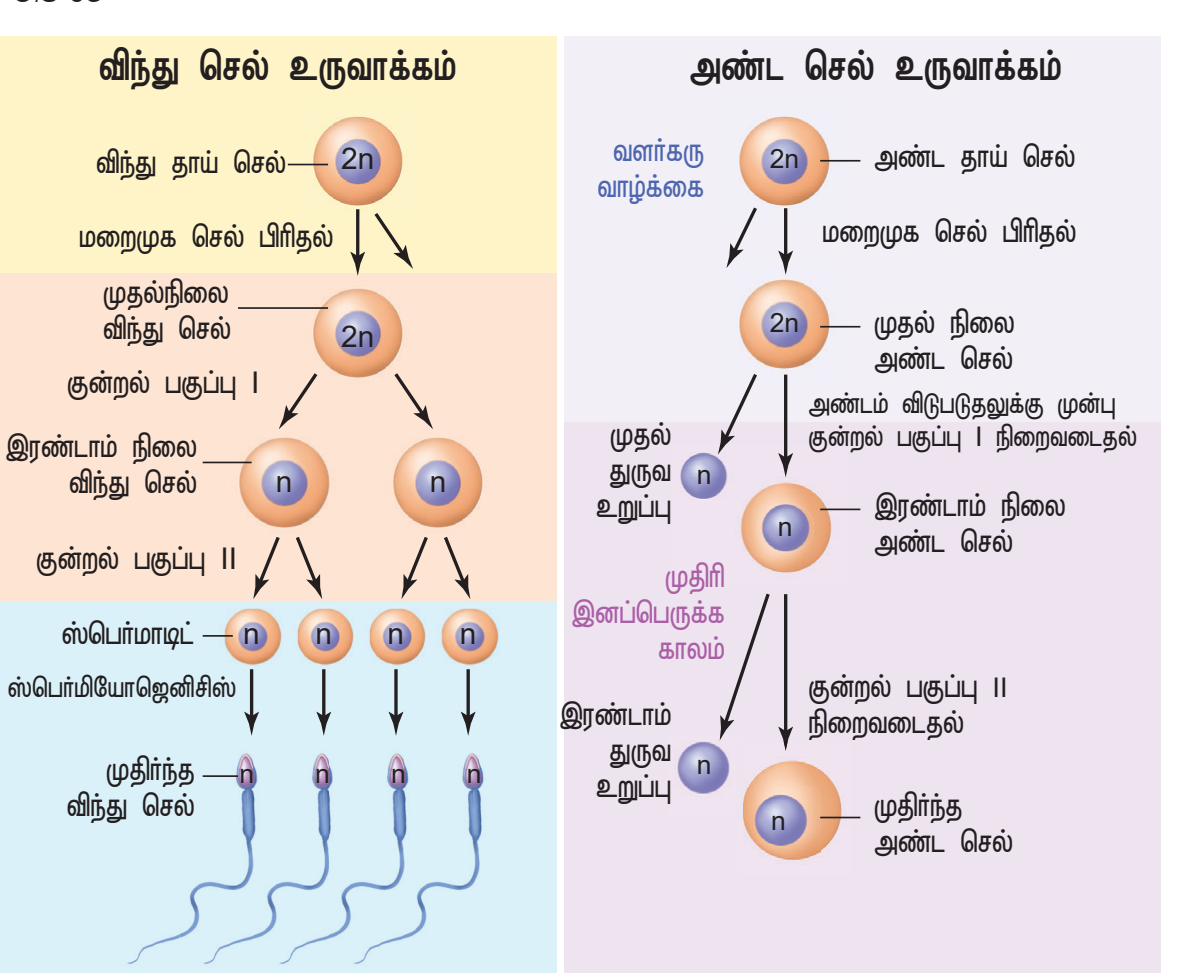 விந்து செல் உருவாக்கம்
விந்து தாய் செல்
2n
மறைமுக செல் பிரிதல்
முதல்நிலை
விந்து செல்
2n
குன்றல் பகுப்பு I
இரண்டாம் நிலை
விந்து செல்
n
n
குன்றல் பகுப்பு II
ஸ்பெர்மாடிட்
n
n
n
n
ஸ்பெர்மியோஜெனிசிஸ்
முதிர்ந்த
விந்து செல்
n
n
n
n
அண்ட செல் உருவாக்கம்
வளர்கரு
வாழ்க்கை
2n
அண்ட தாய் செல்
மறைமுக செல் பிரிதல்
2n
முதல் நிலை
அண்ட செல்
அண்டம் விடுபடுதலுக்கு முன்பு
குன்றல் பகுப்பு I நிறைவடைதல்
முதல்
துருவ
உறுப்பு
n
n
இரண்டாம் நிலை
அண்ட செல்
முதிரி
இனப்பெருக்க
காலம்
குன்றல் பகுப்பு II
நிறைவடைதல்
இரண்டாம்
துருவ
உறுப்பு
n
n
முதிர்ந்த
அண்ட செல்